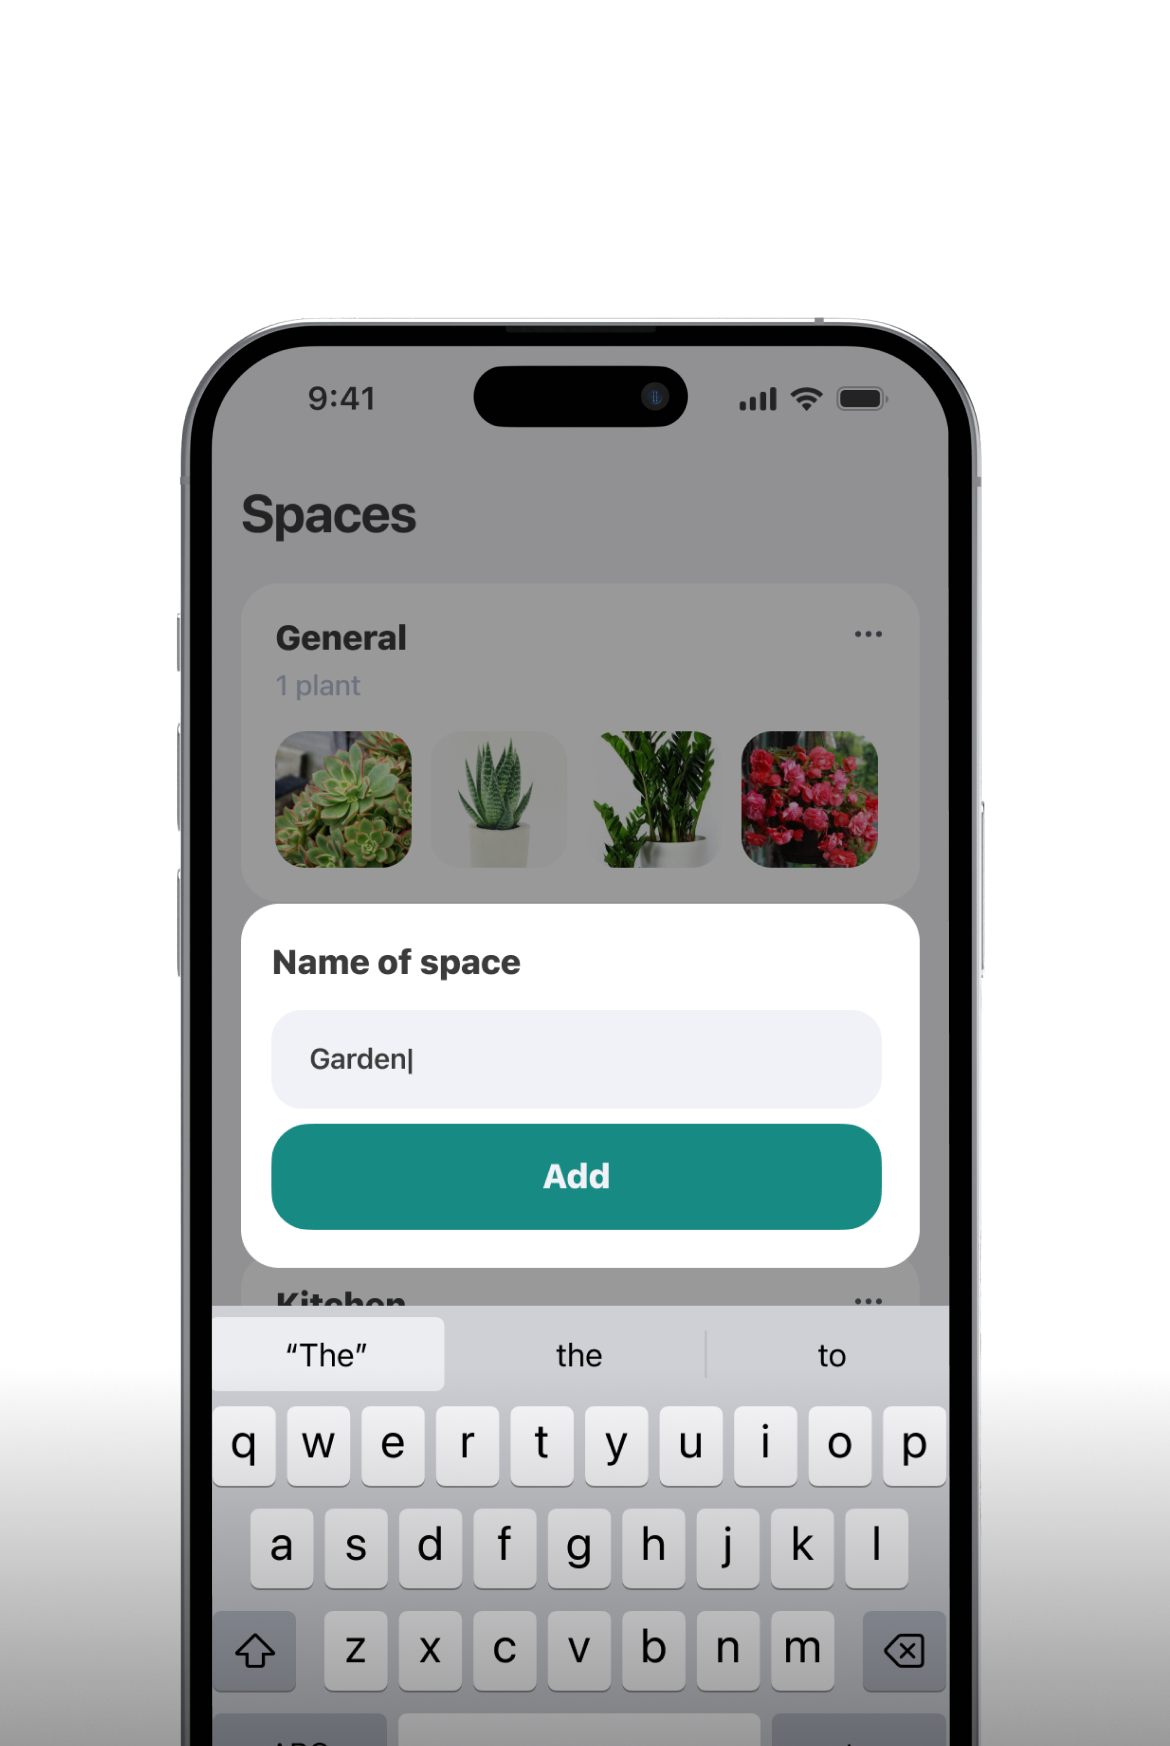 9:41
Spaces
General
1 plant
Name of space
Garden
Add
Kitchen
“The” the to
q w e r t y u i o p
a s d f g h j k l
z x c v b n m